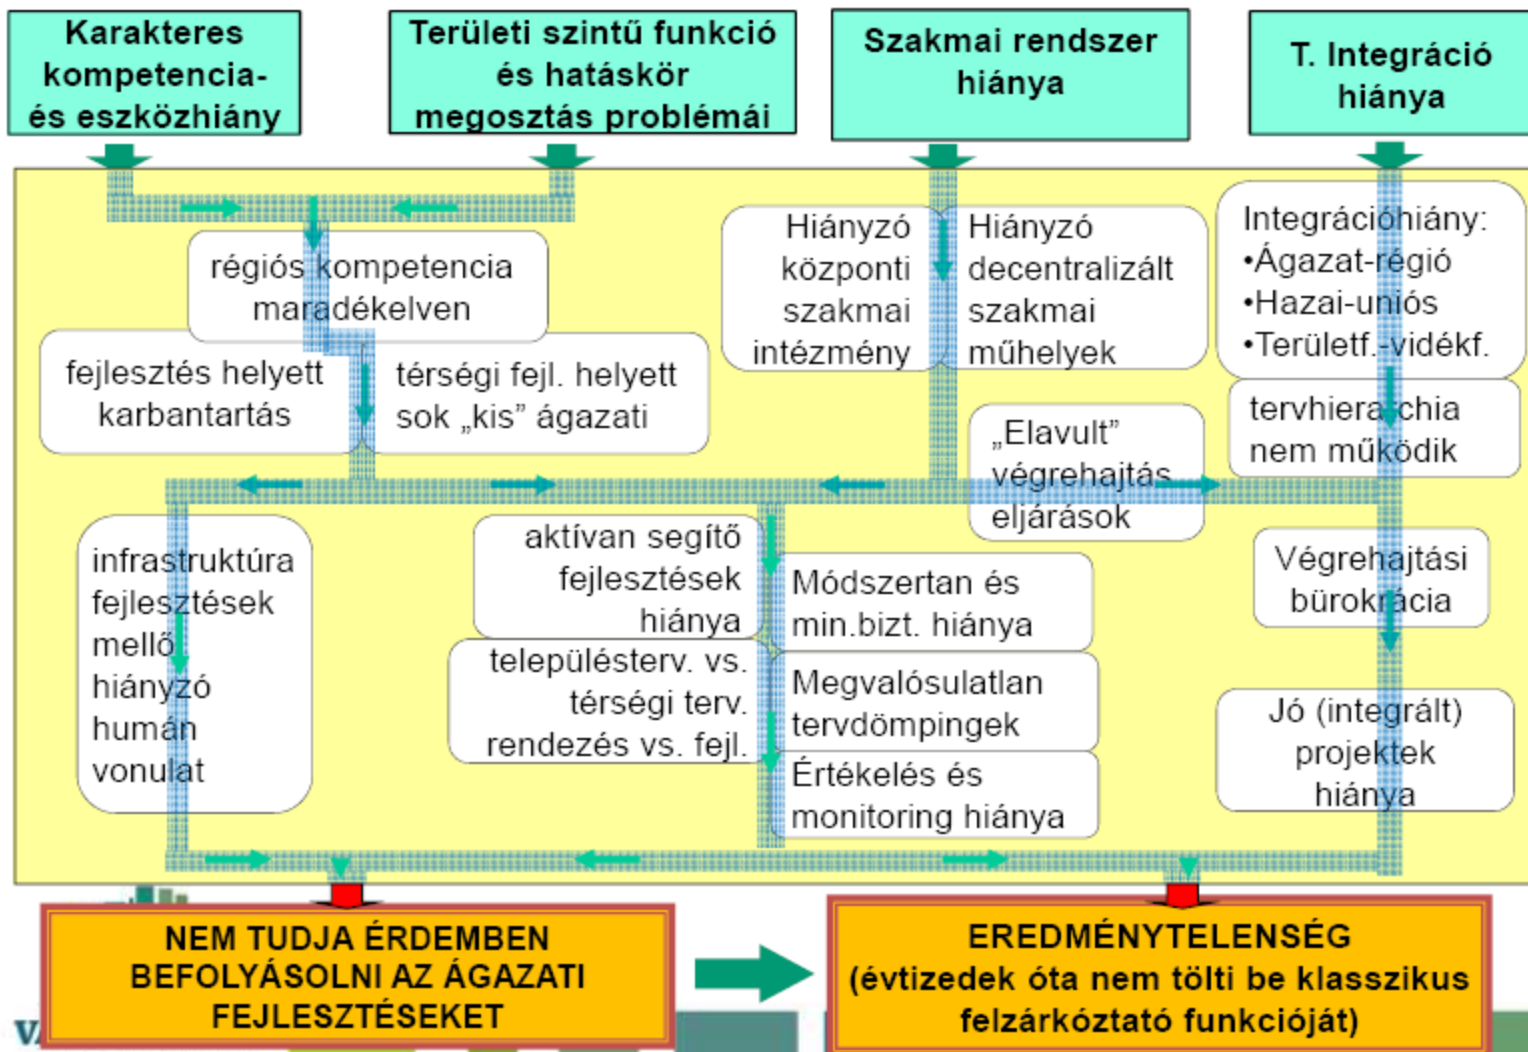 Karakteres
kompetencia-
és eszközhiány
Területi szintű funkció
és hatáskör
megosztás problémái
Szakmai rendszer
hiánya
T. Integráció
hiánya
régiós kompetencia
maradékelven
fejlesztés helyett
karbantartás
térségi fejl. helyett
sok „kis” ágazati
Hiányzó
központi
szakmai
intézmény
Hiányzó
decentralizált
szakmai
műhelyek
Integrációhiány:
•Ágazat-régió
•Hazai-uniós
•Területf.-vidékf.
tervhierarchia
nem működik
„Elavult”
végrehajtás
eljárások
infrastruktúra
fejlesztések
mellő
hiányzó
humán
vonulat
aktívan segítő
fejlesztések
hiánya
településterv. vs.
térségi terv.
rendezés vs. fejl.
Módszertan és
min.bizt. hiánya
Megvalósulatlan
tervdömpingek
Értékelés és
monitoring hiánya
Végrehajtási
bürokrácia
Jó (integrált)
projektek
hiánya
NEM TUDJA ÉRDEMBEN
BEFOLYÁSOLNI AZ ÁGAZATI
FEJLESZTÉSEKET
EREDMÉNYTELENSÉG
(évtizedek óta nem tölti be klasszikus
felzárkóztató funkcióját)